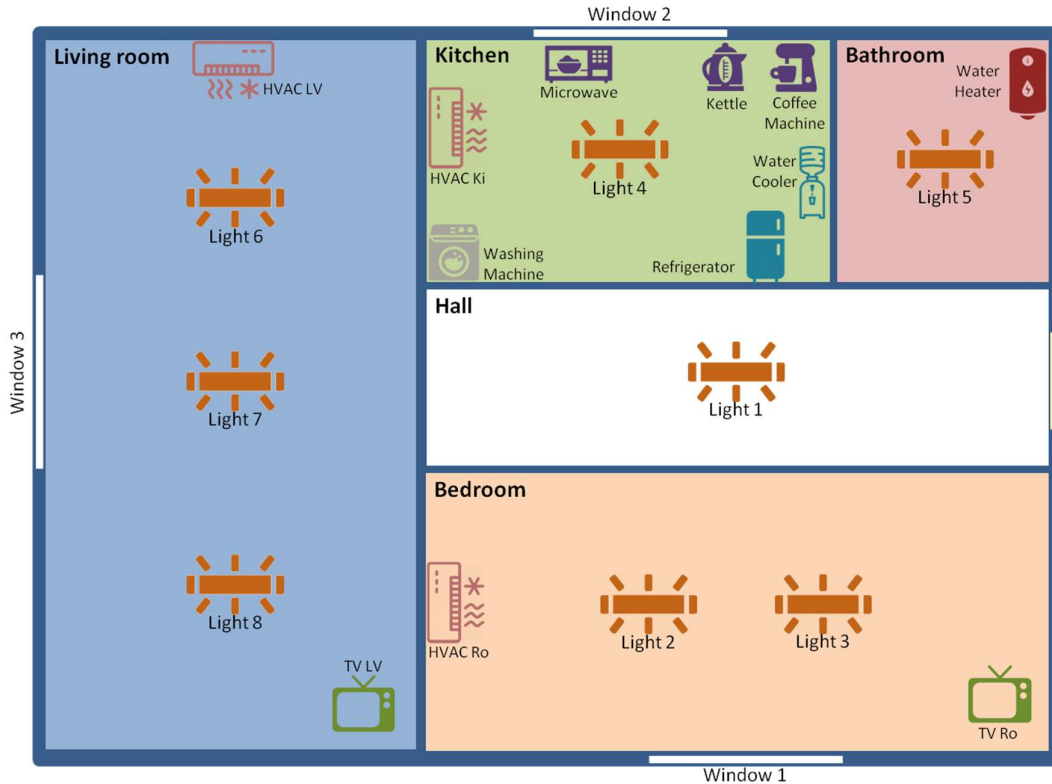 Window 2
Living room
HVAC LV
Light 6
Window 3
Light 7
Light 8
TV LV
Kitchen
Microwave
Kettle
Coffee
Machine
HVAC Ki
Light 4
Water
Cooler
Washing
Machine
Refrigerator
Bathroom
Water
Heater
Light 5
Hall
Light 1
Bedroom
HVAC Ro
Light 2
Light 3
TV Ro
Window 1